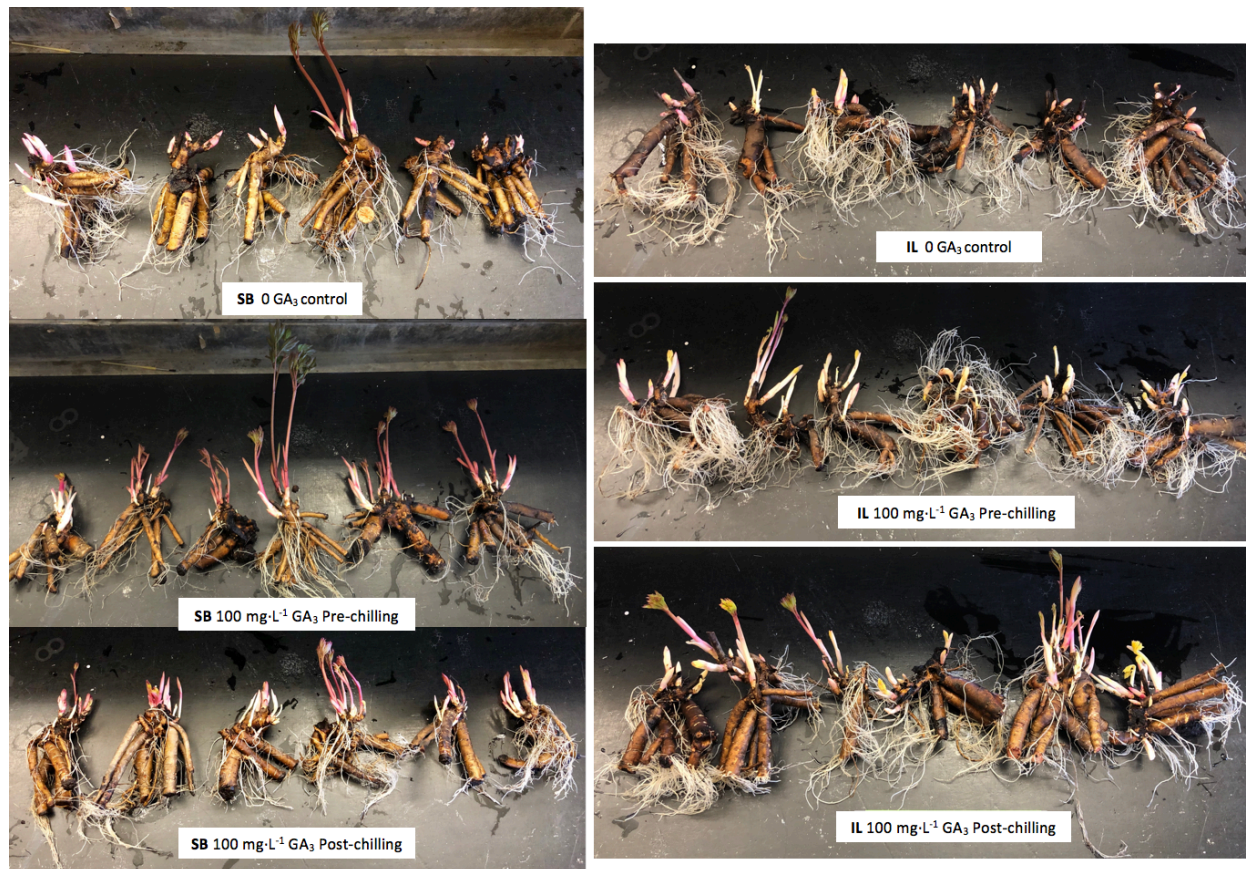 SB 0 GA₃ control
SB 100 mg·L⁻¹ GA₃ Pre-chilling
SB 100 mg·L⁻¹ GA₃ Post-chilling
IL 0 GA₃ control
IL 100 mg·L⁻¹ GA₃ Pre-chilling
IL 100 mg·L⁻¹ GA₃ Post-chilling